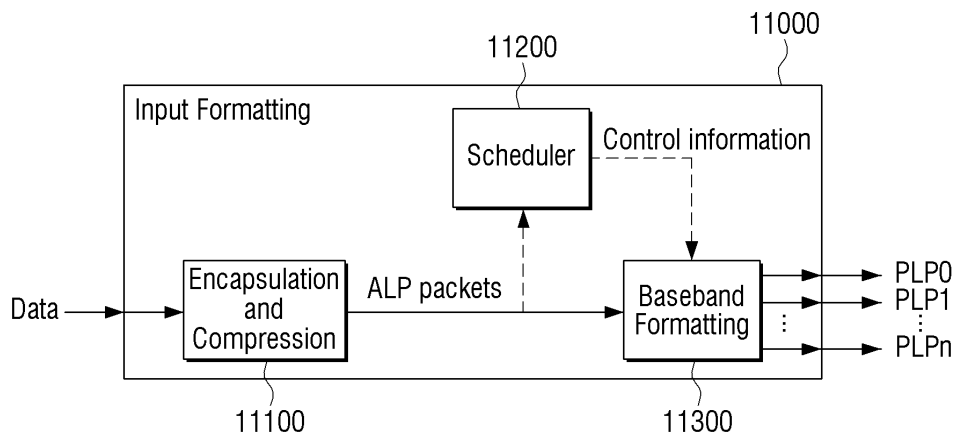 11000
11200
Input Formatting
Scheduler
Control information
Encapsulation
and
Compression
ALP packets
Baseband
Formatting
Data
PLP0
PLP1
⋮
⋮
PLPn
11100
11300